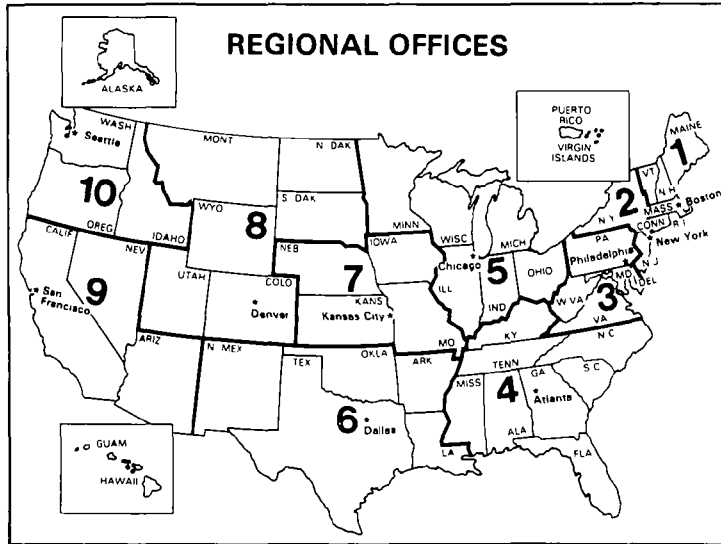 REGIONAL OFFICES
ALASKA
PUERTO
RICO
VIRGIN
ISLANDS
WASH
Seattle
MONT
N DAK
MAINE
1
VT
N H
10
OREG
IDAHO
WYO
8
S DAK
MINN
WISC
MICH
N Y
2
MASS
Boston
CONN
R I
New York
CALIF
NEV
NEB
7
IOWA
Chicago
5
OHIO
PA
Philadelphia
N J
MD
DEL
9
UTAH
COLO
Denver
KANS
Kansas City
ILL
IND
W VA
3
VA
San
Francisco
MO
KY
N C
ARIZ
N MEX
TEX
OKLA
ARK
TENN
S C
MISS
4
GA
Atlanta
6
Dallas
LA
ALA
FLA
GUAM
HAWAII